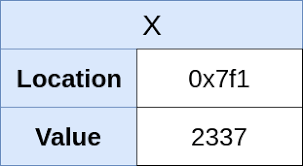 X
Location 0x7f1
Value 2337